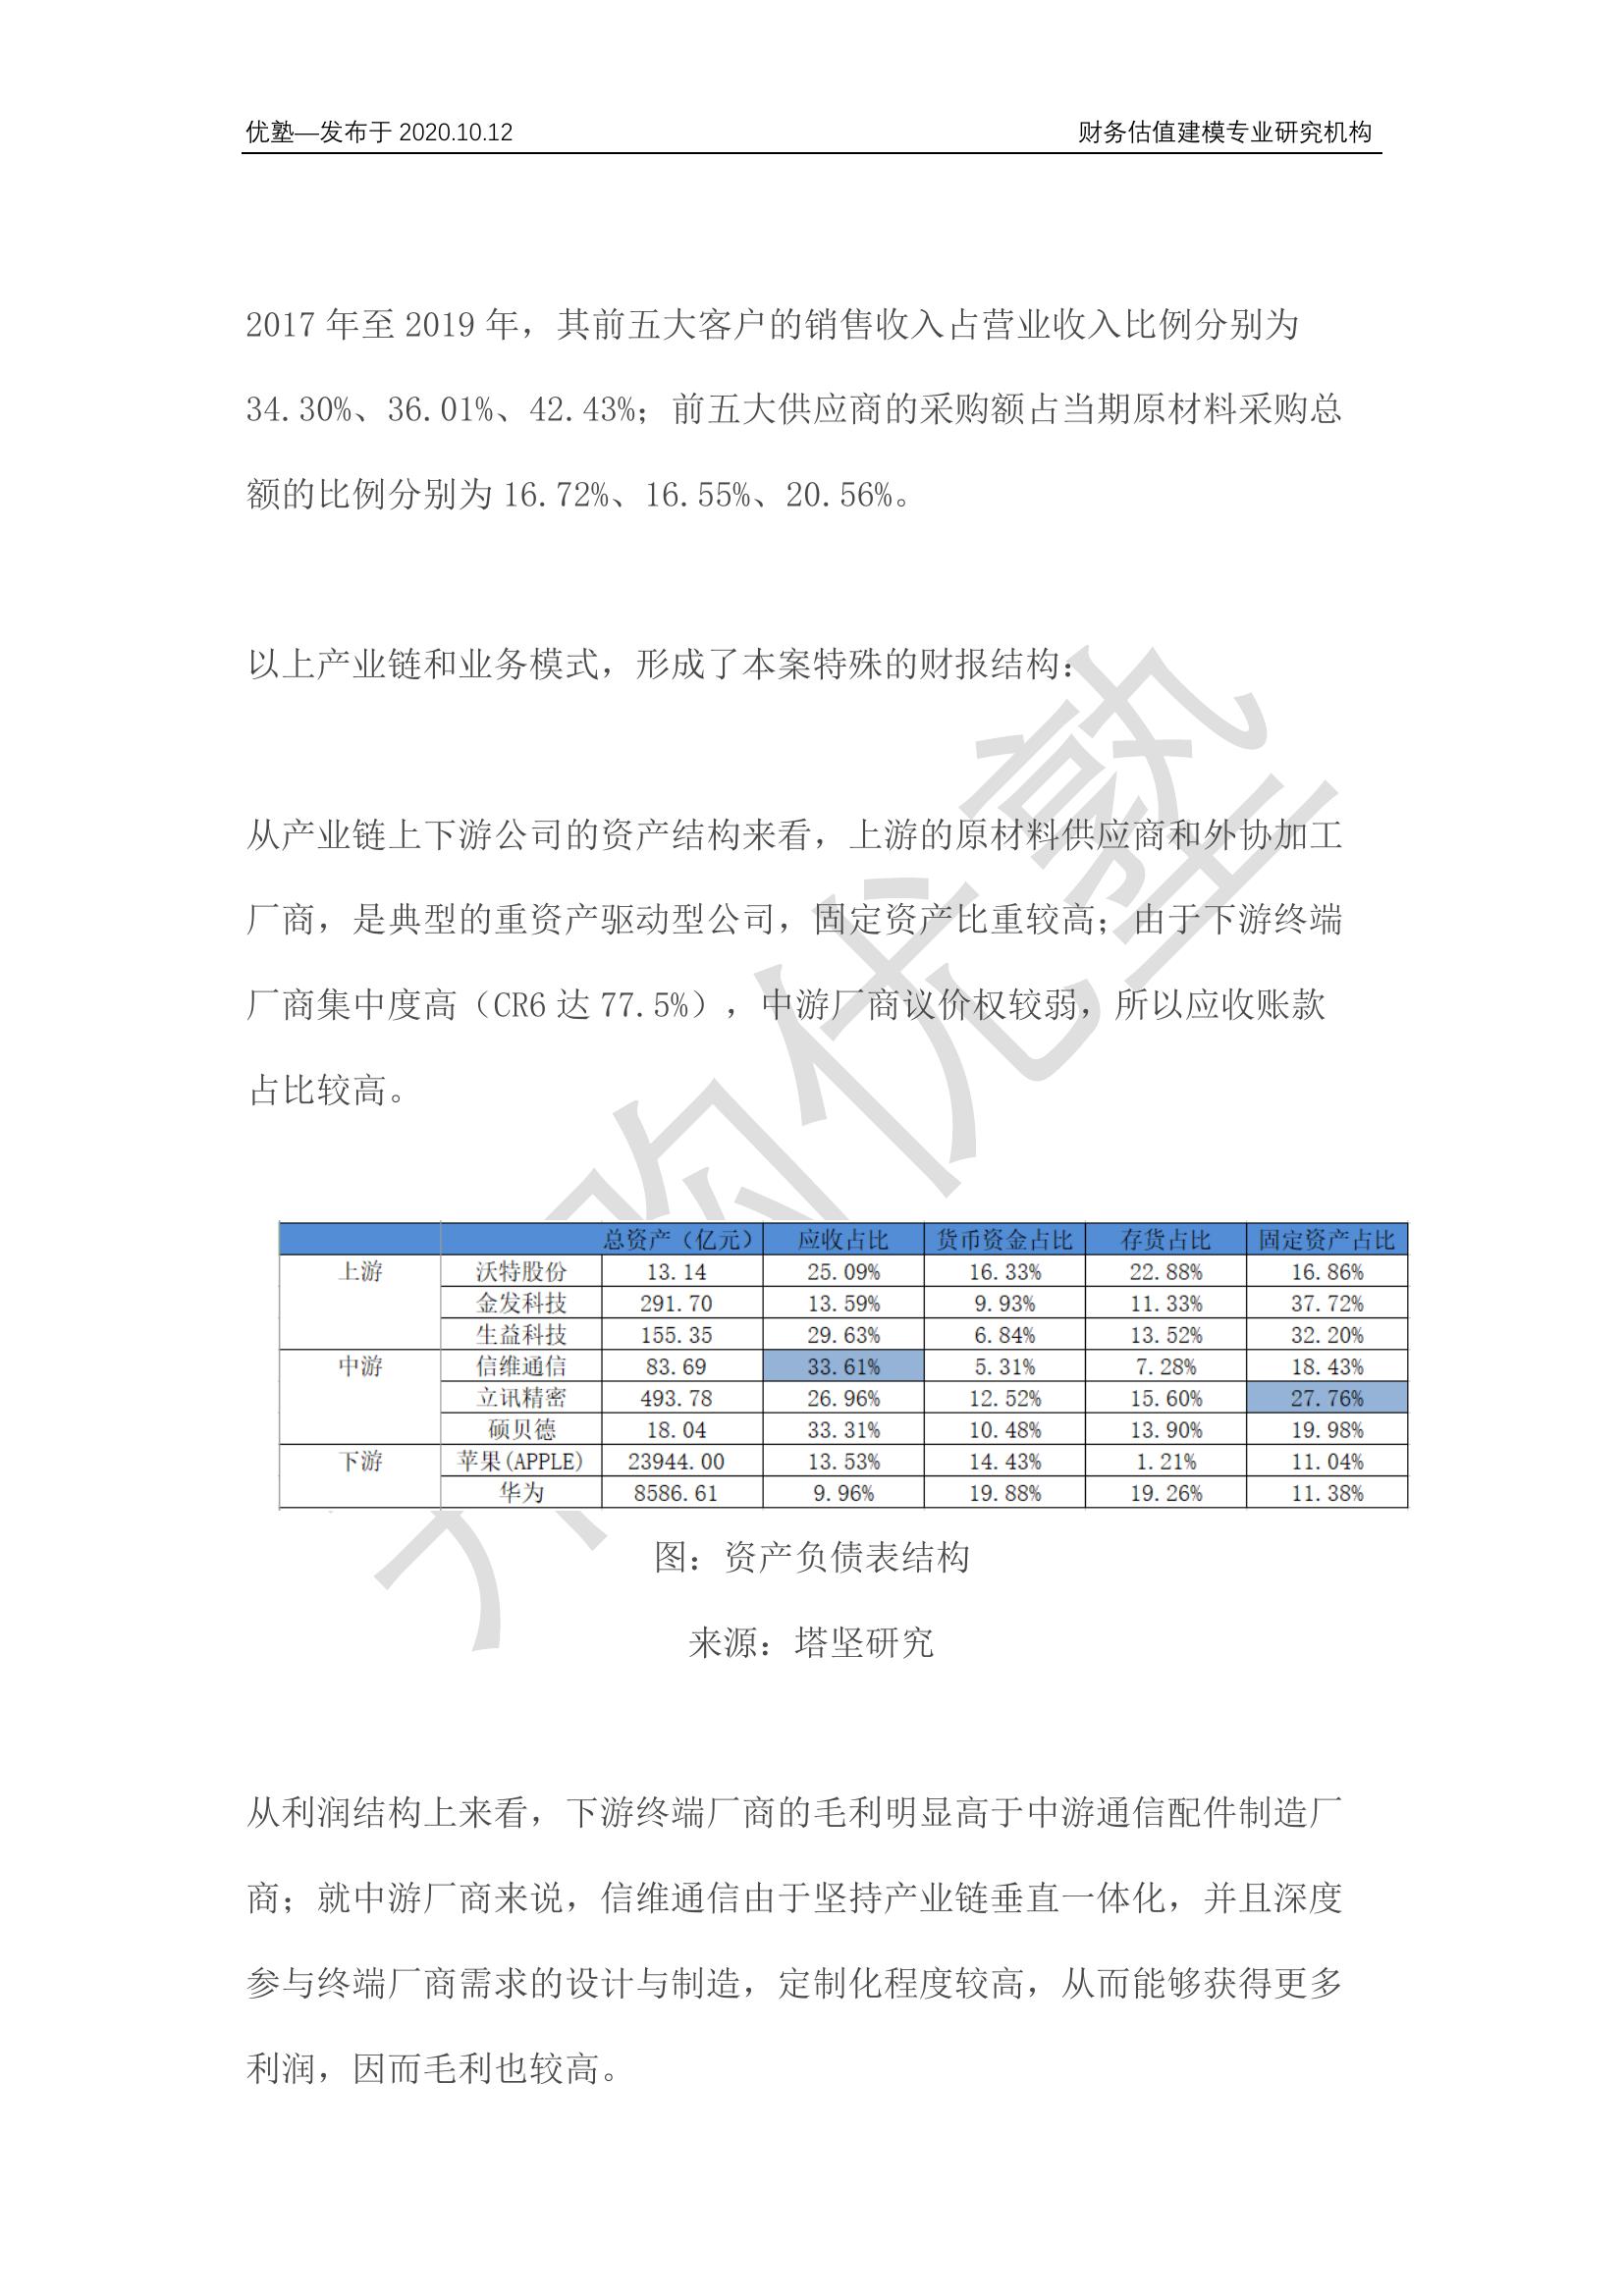 优塾—发布于 2020.10.12 财务估值建模专业研究机构
2017 年至 2019 年，其前五大客户的销售收入占营业收入比例分别为
34.30%、36.01%、42.43%；前五大供应商的采购额占当期原材料采购总
额的比例分别为 16.72%、16.55%、20.56%。
以上产业链和业务模式，形成了本案特殊的财报结构：
从产业链上下游公司的资产结构来看，上游的原材料供应商和外协加工
厂商，是典型的重资产驱动型公司，固定资产比重较高；由于下游终端
厂商集中度高（CR6 达 77.5%），中游厂商议价权较弱，所以应收账款
占比较高。
总资产（亿元） 应收占比 货币资金占比 存货占比 固定资产占比
上游 沃特股份 13.14 25.09% 16.33% 22.88% 16.86%
金发科技 291.70 13.59% 9.93% 11.33% 37.72%
生益科技 155.35 29.63% 6.84% 13.52% 32.20%
中游 信维通信 83.69 33.61% 5.31% 7.28% 18.43%
立讯精密 493.78 26.96% 12.52% 15.60% 27.76%
硕贝德 18.04 33.31% 10.48% 13.90% 19.98%
下游 苹果(APPLE) 23944.00 13.53% 14.43% 1.21% 11.04%
华为 8586.61 9.96% 19.88% 19.26% 11.38%
图：资产负债表结构
来源：塔坚研究
从利润结构上来看，下游终端厂商的毛利明显高于中游通信配件制造厂
商；就中游厂商来说，信维通信由于坚持产业链垂直一体化，并且深度
参与终端厂商需求的设计与制造，定制化程度较高，从而能够获得更多
利润，因而毛利也较高。
优塾